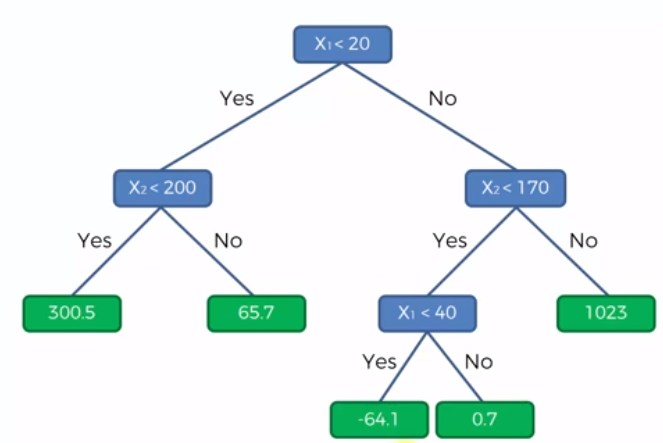 X1 < 20
Yes
No
X2 < 200
X2 < 170
Yes
No
Yes
No
300.5
65.7
X1 < 40
1023
Yes
No
-64.1
0.7